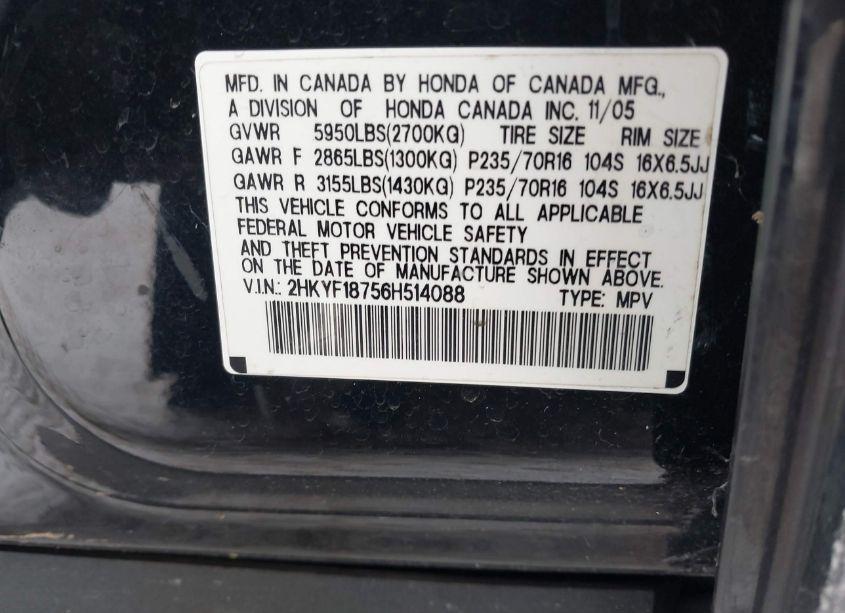 MFD. IN CANADA BY HONDA OF CANADA MFG.,
A DIVISION OF HONDA CANADA INC. 11/05
GVWR 5950LBS(2700KG) TIRE SIZE RIM SIZE
GAWR F 2865LBS(1300KG) P235/70R16 104S 16X6.5JJ
GAWR R 3155LBS(1430KG) P235/70R16 104S 16X6.5JJ
THIS VEHICLE CONFORMS TO ALL APPLICABLE
FEDERAL MOTOR VEHICLE SAFETY
AND THEFT PREVENTION STANDARDS IN EFFECT
ON THE DATE OF MANUFACTURE SHOWN ABOVE.
V.I.N.: 2HKYF18756H514088 TYPE: MPV